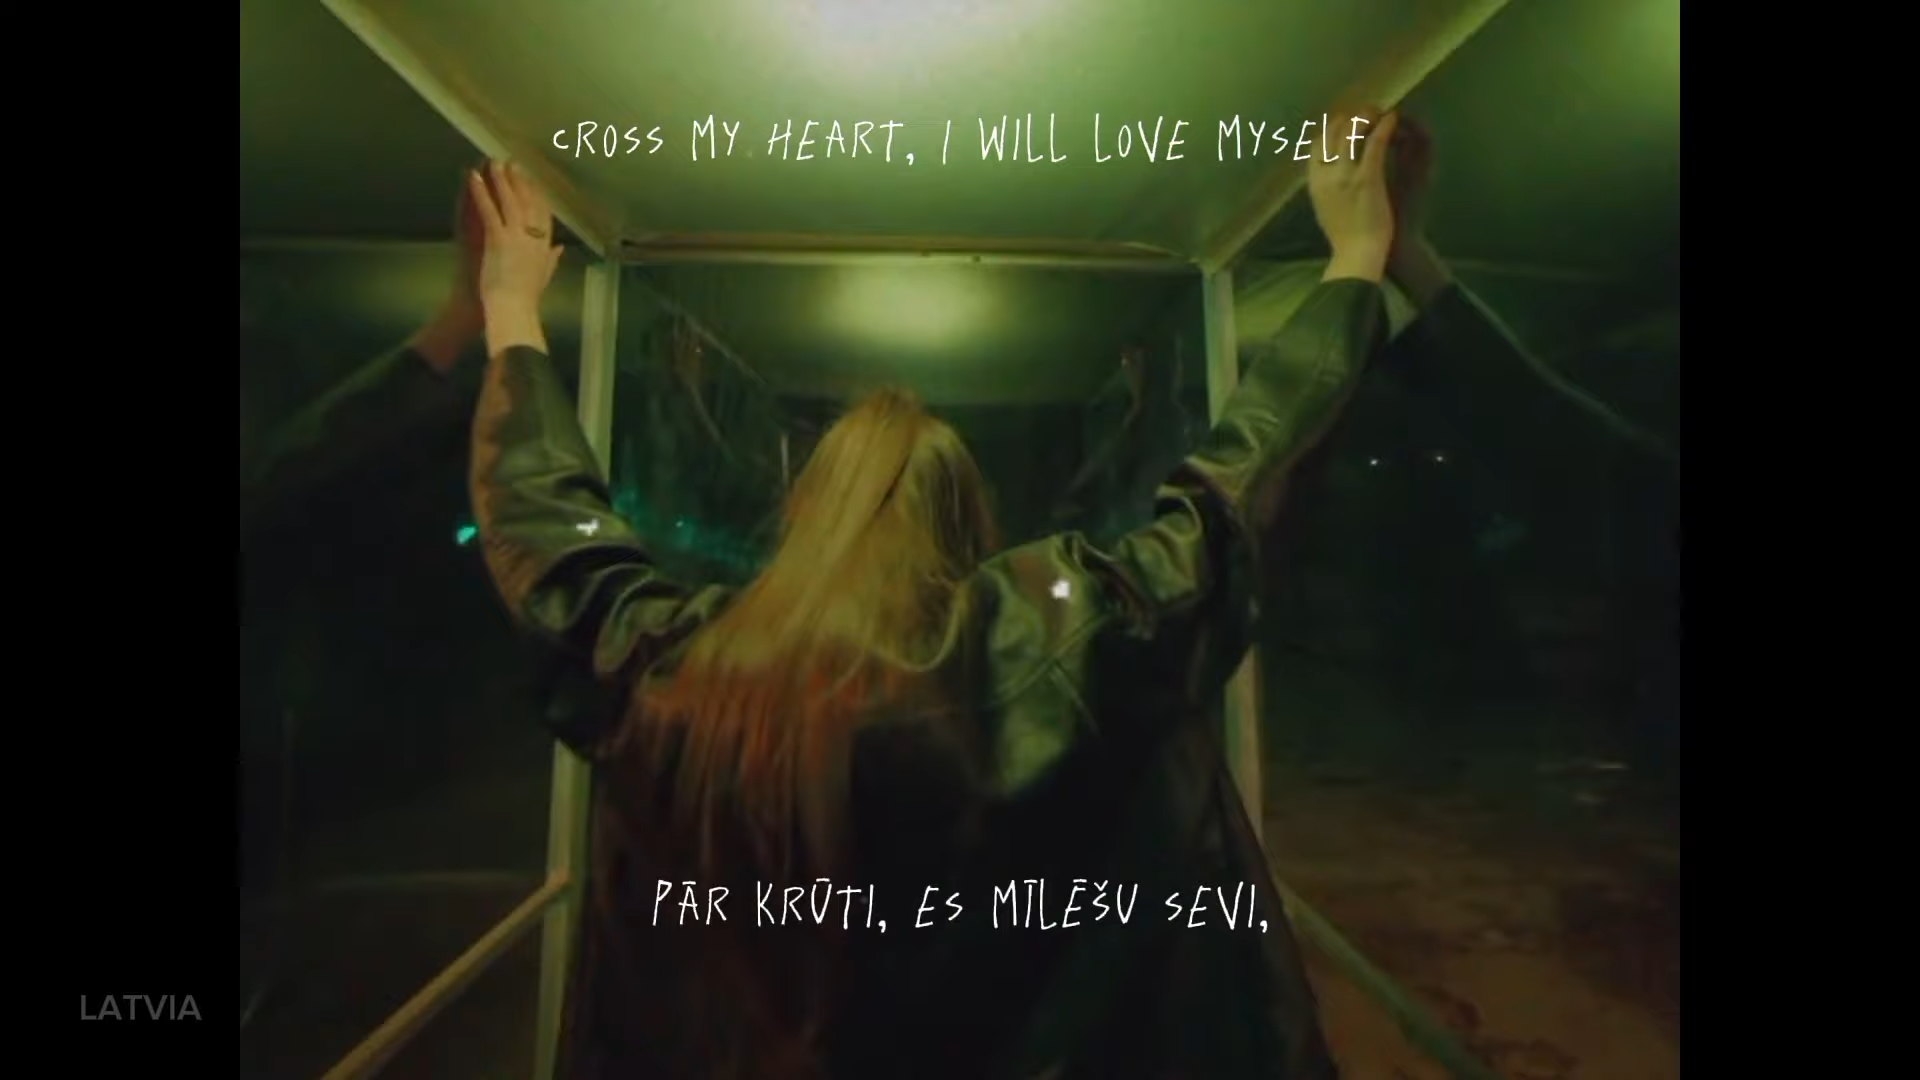 CROSS MY HEART, I WILL LOVE MYSELF
PĀR KRŪTI, ES MĪLĒŠU SEVI,
LATVIA